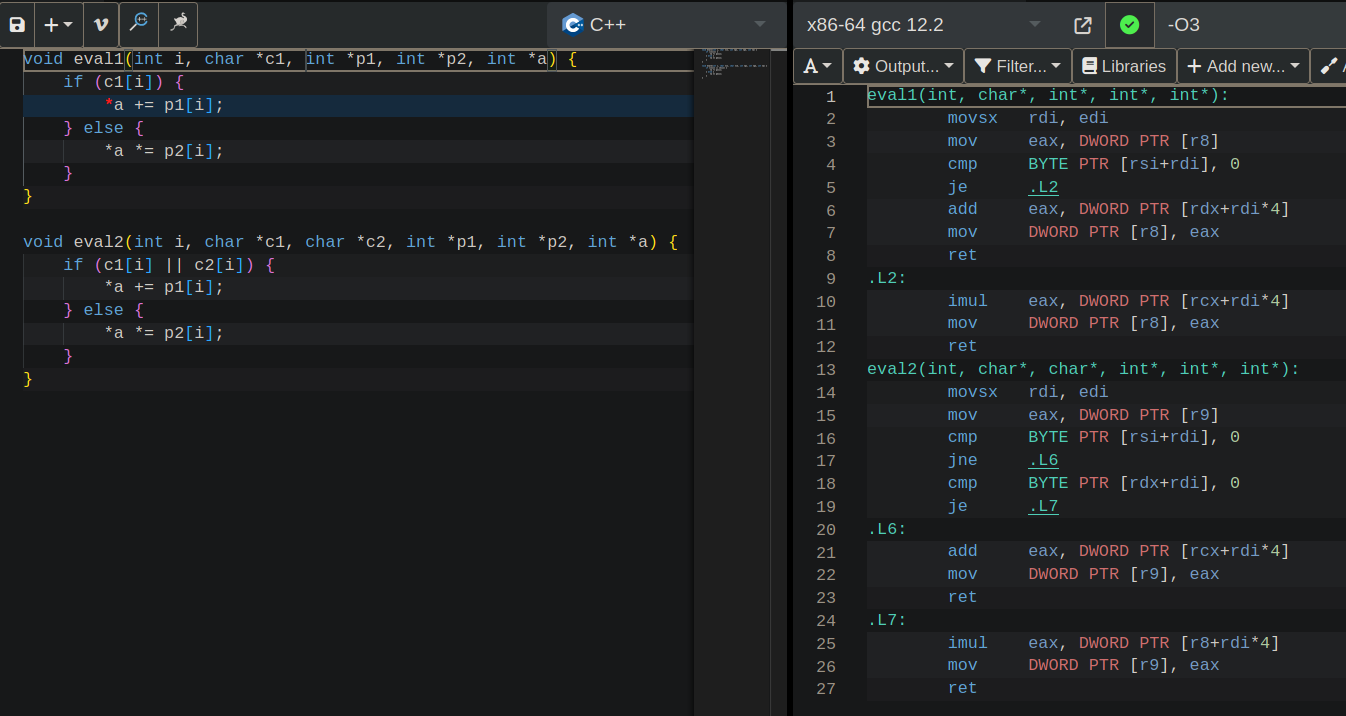 C++
void eval1(int i, char *c1, int *p1, int *p2, int *a) {
    if (c1[i]) {
        *a += p1[i];
    } else {
        *a *= p2[i];
    }
}

void eval2(int i, char *c1, char *c2, int *p1, int *p2, int *a) {
    if (c1[i] || c2[i]) {
        *a += p1[i];
    } else {
        *a *= p2[i];
    }
}
x86-64 gcc 12.2 -O3
A Output... Filter... Libraries + Add new... A
1 eval1(int, char*, int*, int*, int*):
2         movsx   rdi, edi
3         mov     eax, DWORD PTR [r8]
4         cmp     BYTE PTR [rsi+rdi], 0
5         je      .L2
6         add     eax, DWORD PTR [rdx+rdi*4]
7         mov     DWORD PTR [r8], eax
8         ret
9 .L2:
10         imul    eax, DWORD PTR [rcx+rdi*4]
11         mov     DWORD PTR [r8], eax
12         ret
13 eval2(int, char*, char*, int*, int*, int*):
14         movsx   rdi, edi
15         mov     eax, DWORD PTR [r9]
16         cmp     BYTE PTR [rsi+rdi], 0
17         jne     .L6
18         cmp     BYTE PTR [rdx+rdi], 0
19         je      .L7
20 .L6:
21         add     eax, DWORD PTR [rcx+rdi*4]
22         mov     DWORD PTR [r9], eax
23         ret
24 .L7:
25         imul    eax, DWORD PTR [r8+rdi*4]
26         mov     DWORD PTR [r9], eax
27         ret